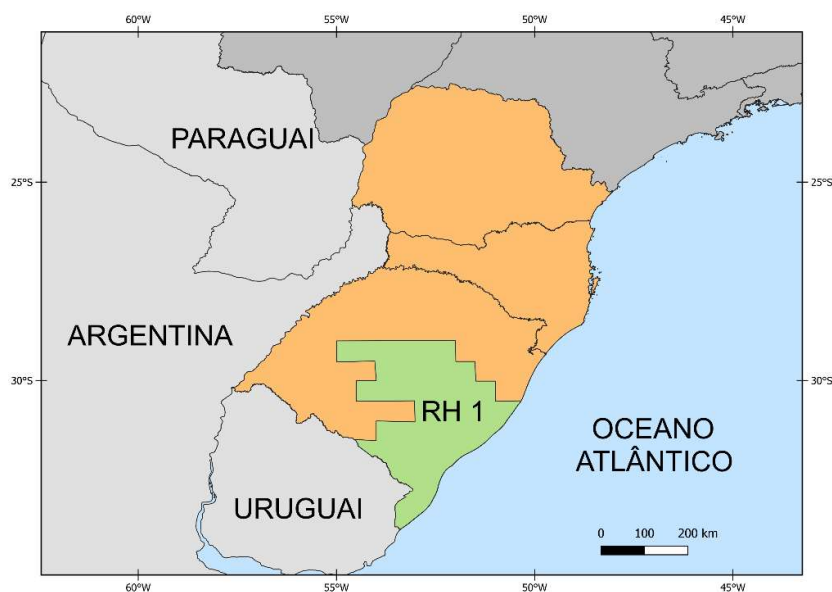 60°W 55°W 50°W 45°W
PARAGUAI
25°S 25°S
ARGENTINA
30°S 30°S
RH 1
OCEANO
ATLÂNTICO
URUGUAI
0 100 200 km
60°W 55°W 50°W 45°W